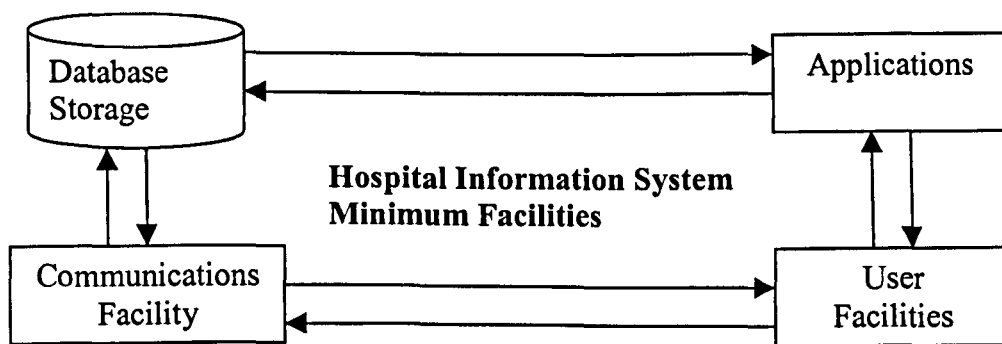 Database
Storage
Applications
Hospital Information System
Minimum Facilities
Communications
Facility
User
Facilities